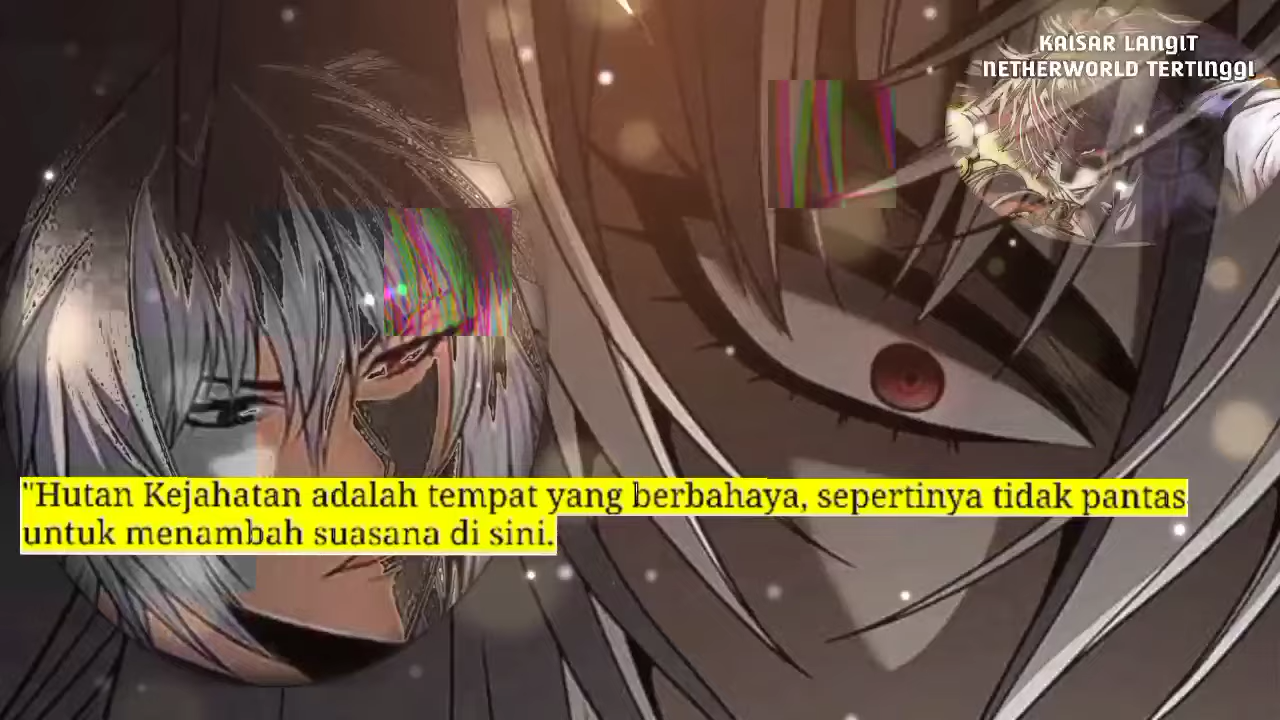 KAISAR LANGIT
NETHERWORLD TERTINGGI
"Hutan Kejahatan adalah tempat yang berbahaya, sepertinya tidak pantas
untuk menambah suasana di sini.